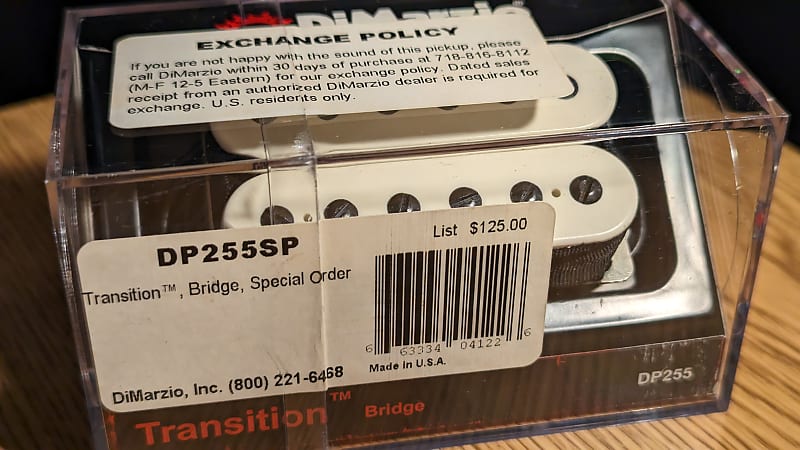 DiMarzio®
EXCHANGE POLICY
If you are not happy with the sound of this pickup, please
call DiMarzio within 30 days of purchase at 718-816-8112
(M-F 12-5 Eastern) for our exchange policy. Dated sales
receipt from an authorized DiMarzio dealer is required for
exchange. U.S. residents only.
List $125.00
DP255SP
Transition™, Bridge, Special Order
6 63334 04122 6
Made in U.S.A.
DiMarzio, Inc. (800) 221-6468
DP255
Transition™ Bridge